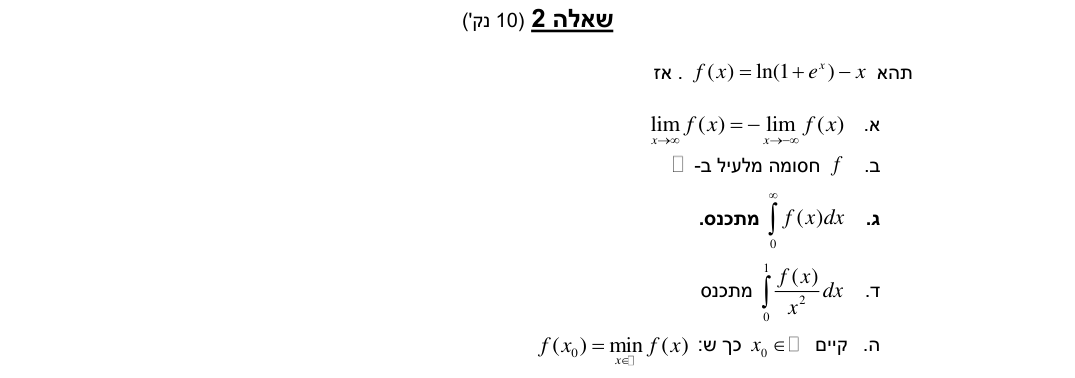 שאלה 2 (10 נק')
תהא f(x) = ln(1 + e^x) − x . אז
א. lim_{x→∞} f(x) = − lim_{x→−∞} f(x)
ב. f חסומה מלעיל ב- □
ג. ∫_0^∞ f(x)dx מתכנס.
ד. ∫_0^1 f(x)/x^2 dx מתכנס
ה. קיים x_0 ∈ □ כך ש: f(x_0) = min_{x∈□} f(x)